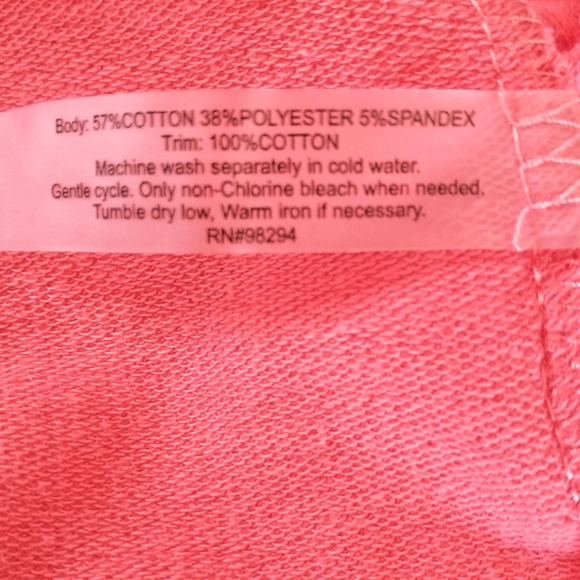 Body: 57%COTTON 38%POLYESTER 5%SPANDEX
Trim: 100%COTTON
Machine wash separately in cold water.
Gentle cycle. Only non-Chlorine bleach when needed.
Tumble dry low, Warm iron if necessary.
RN#98294